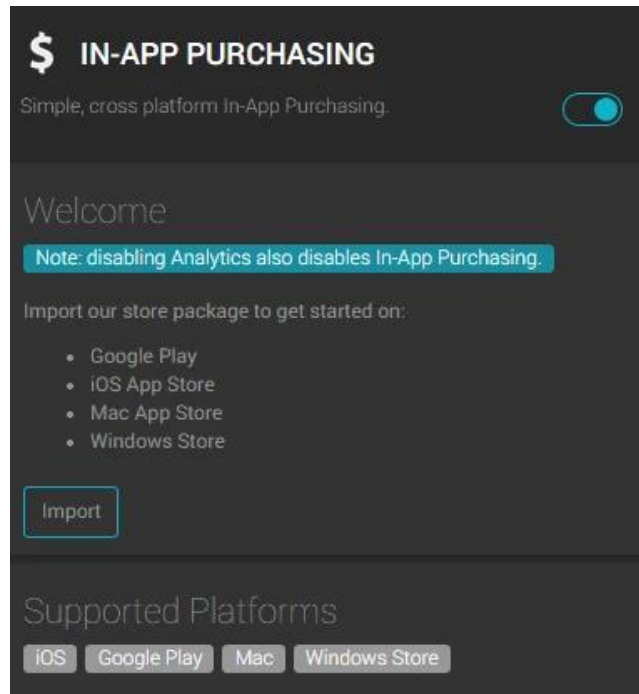 $ IN-APP PURCHASING
Simple, cross platform In-App Purchasing.
Welcome
Note: disabling Analytics also disables In-App Purchasing.
Import our store package to get started on:
• Google Play
• iOS App Store
• Mac App Store
• Windows Store
Import
Supported Platforms
iOS Google Play Mac Windows Store